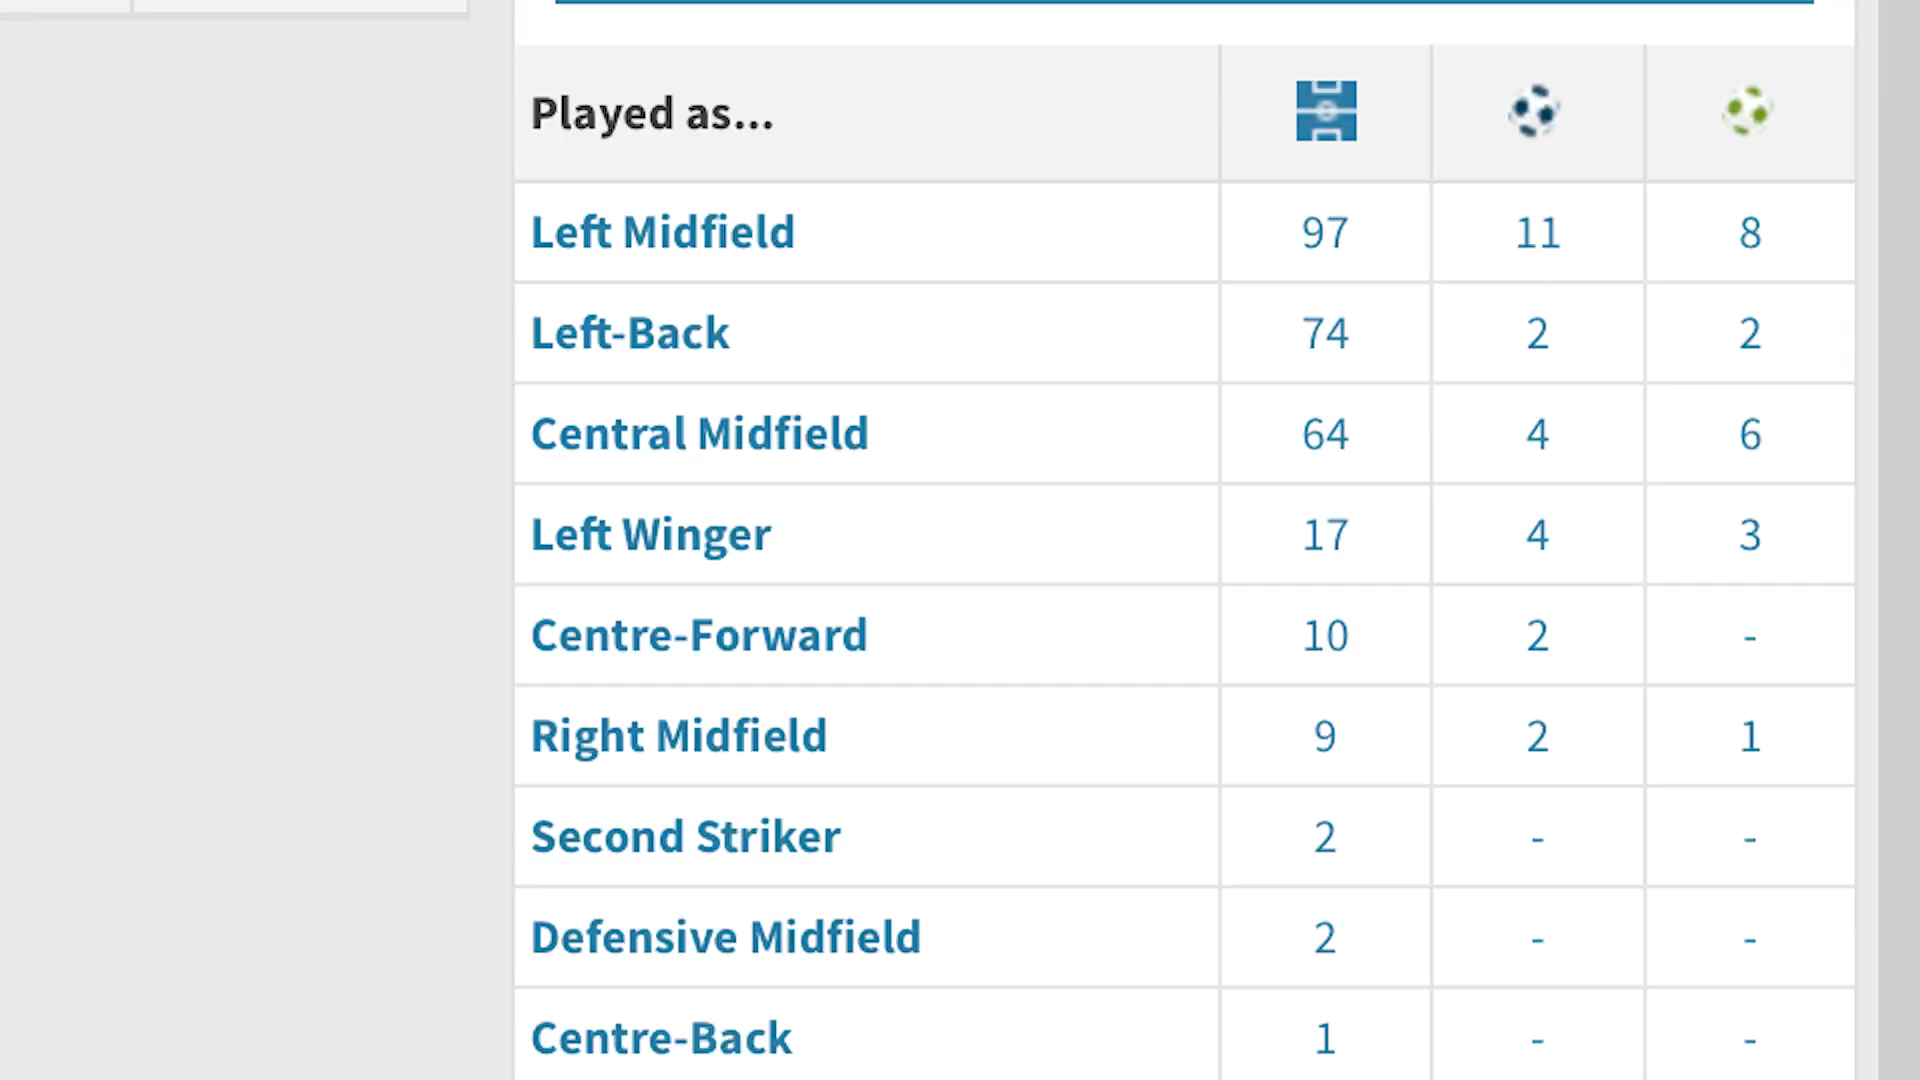 Played as...
Left Midfield 97 11 8
Left-Back 74 2 2
Central Midfield 64 4 6
Left Winger 17 4 3
Centre-Forward 10 2 -
Right Midfield 9 2 1
Second Striker 2 - -
Defensive Midfield 2 - -
Centre-Back 1 - -